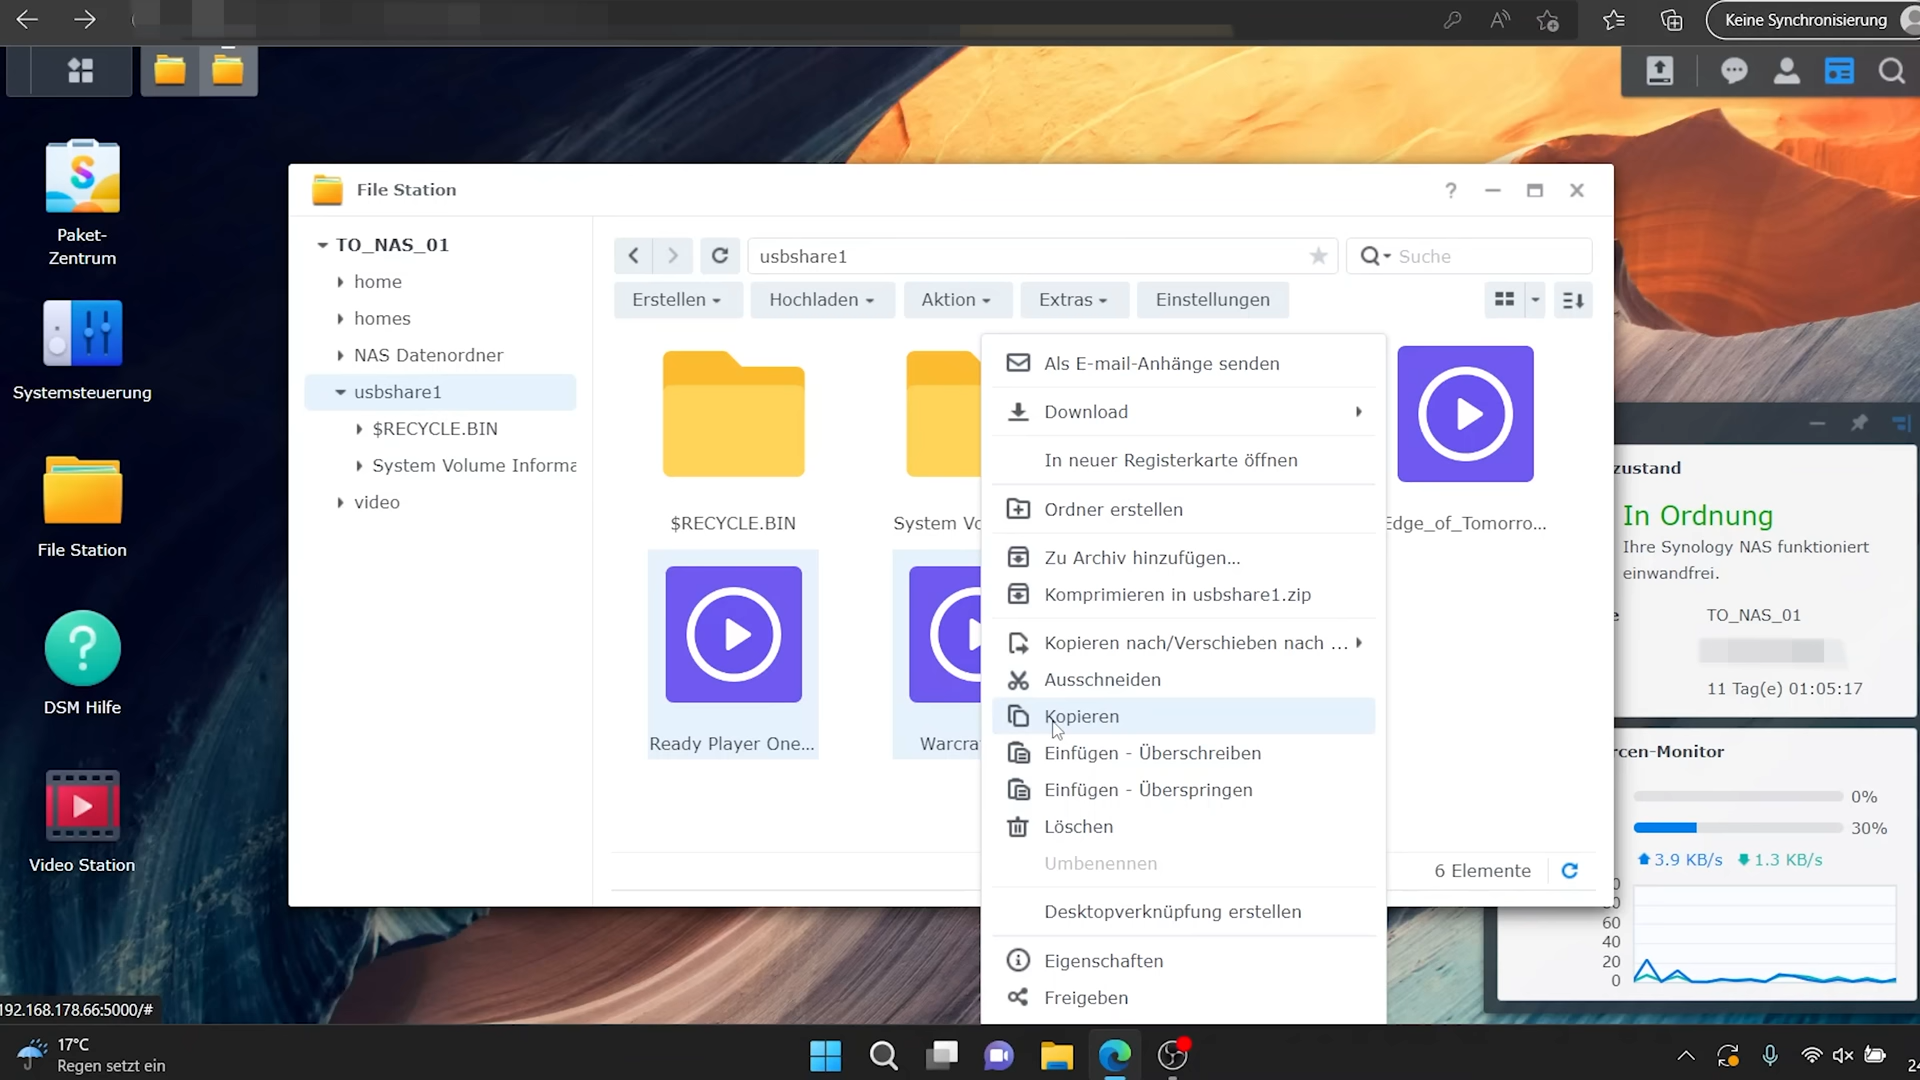 Keine Synchronisierung
Paket-
Zentrum
Systemsteuerung
File Station
DSM Hilfe
Video Station
File Station
TO_NAS_01
home
homes
NAS Datenordner
usbshare1
$RECYCLE.BIN
System Volume Informa
video
usbshare1
Suche
Erstellen
Hochladen
Aktion
Extras
Einstellungen
$RECYCLE.BIN
System Vo
Edge_of_Tomorro...
Ready Player One...
Warcra
6 Elemente
Als E-mail-Anhänge senden
Download
In neuer Registerkarte öffnen
Ordner erstellen
Zu Archiv hinzufügen...
Komprimieren in usbshare1.zip
Kopieren nach/Verschieben nach ...
Ausschneiden
Kopieren
Einfügen - Überschreiben
Einfügen - Überspringen
Löschen
Umbenennen
Desktopverknüpfung erstellen
Eigenschaften
Freigeben
zustand
In Ordnung
Ihre Synology NAS funktioniert
einwandfrei.
e TO_NAS_01
11 Tag(e) 01:05:17
rcen-Monitor
0%
30%
3.9 KB/s 1.3 KB/s
60
40
20
0
192.168.178.66:5000/#
17°C
Regen setzt ein